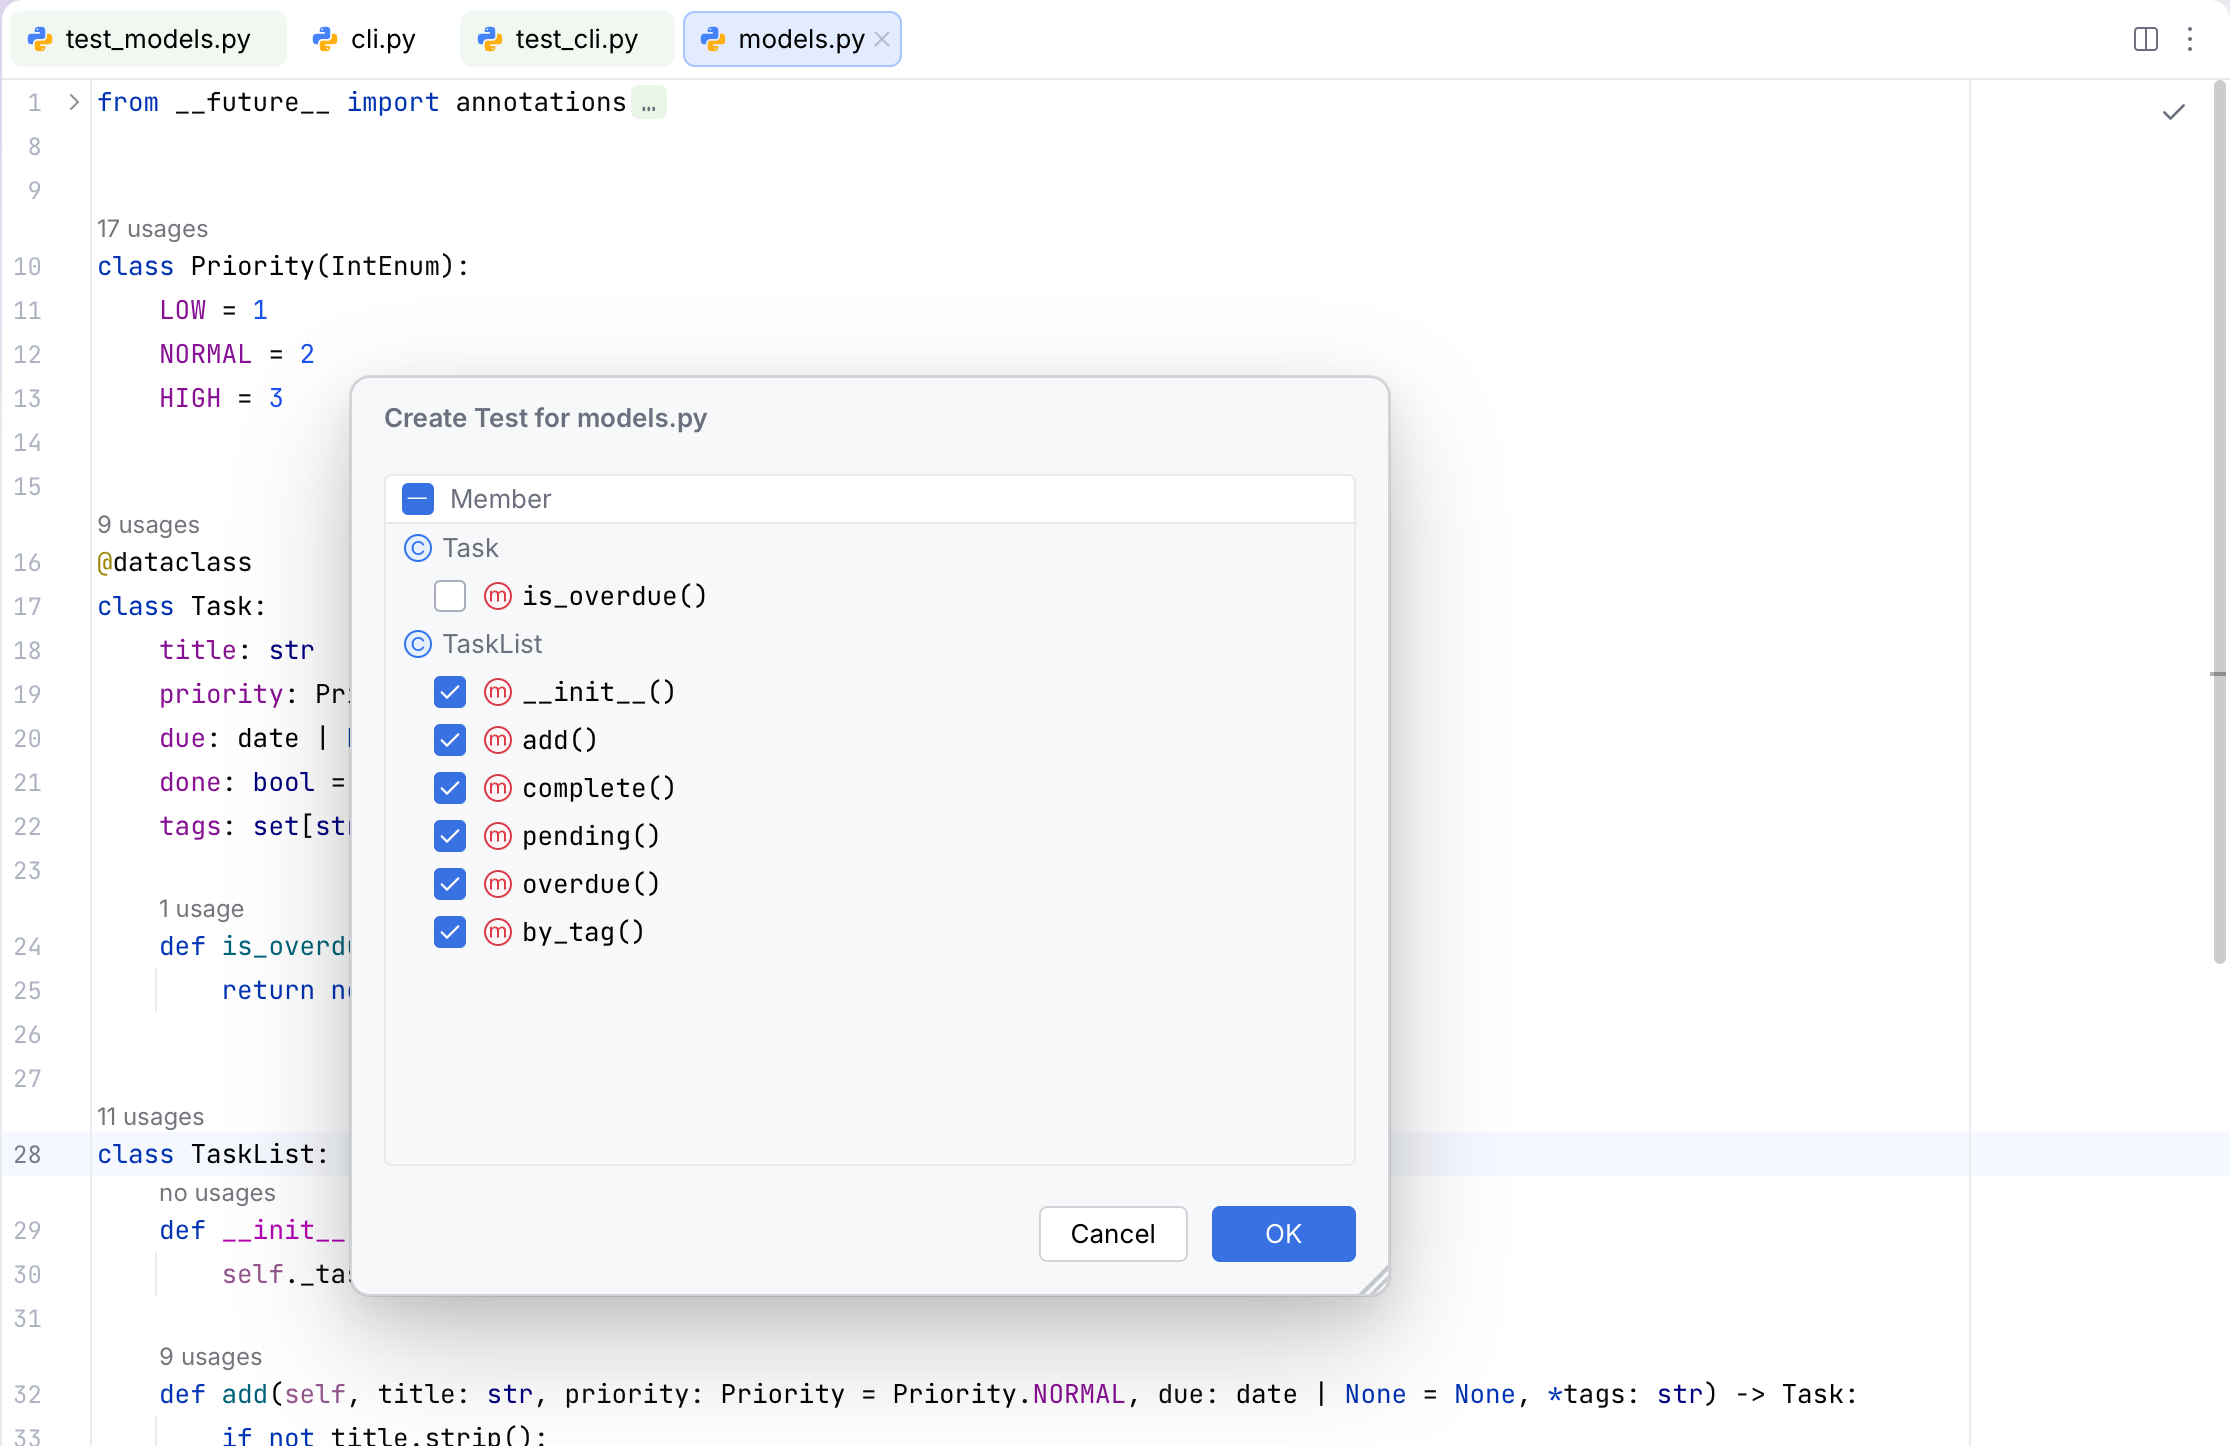 test_models.py cli.py test_cli.py models.py
1 from __future__ import annotations ...
8
9
17 usages
10 class Priority(IntEnum):
11 LOW = 1
12 NORMAL = 2
13 HIGH = 3
14
15
9 usages
16 @dataclass
17 class Task:
18 title: str
19 priority: Pri
20 due: date |
21 done: bool =
22 tags: set[str
23
1 usage
24 def is_overdu
25 return no
26
27
11 usages
28 class TaskList:
no usages
29 def __init__
30 self._tas
31
9 usages
32 def add(self, title: str, priority: Priority = Priority.NORMAL, due: date | None = None, *tags: str) -> Task:
33 if not title.strip():
Create Test for models.py
Member
C Task
m is_overdue()
C TaskList
m __init__()
m add()
m complete()
m pending()
m overdue()
m by_tag()
Cancel OK